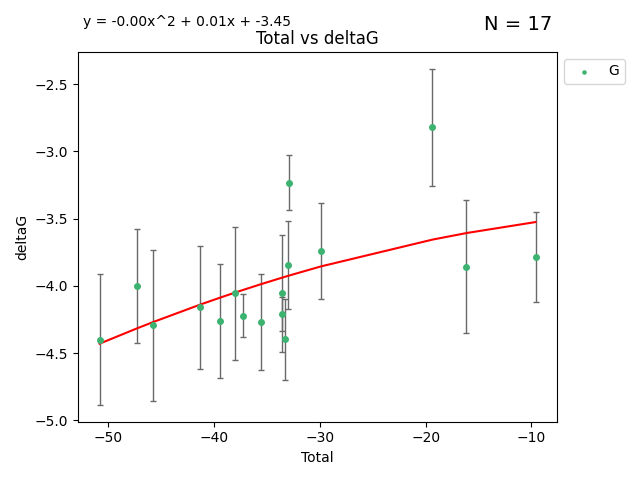 y = -0.00x^2 + 0.01x + -3.45
N = 17
Total vs deltaG
G
deltaG
−2.5
−3.0
−3.5
−4.0
−4.5
−5.0
−50
−40
−30
−20
−10
Total